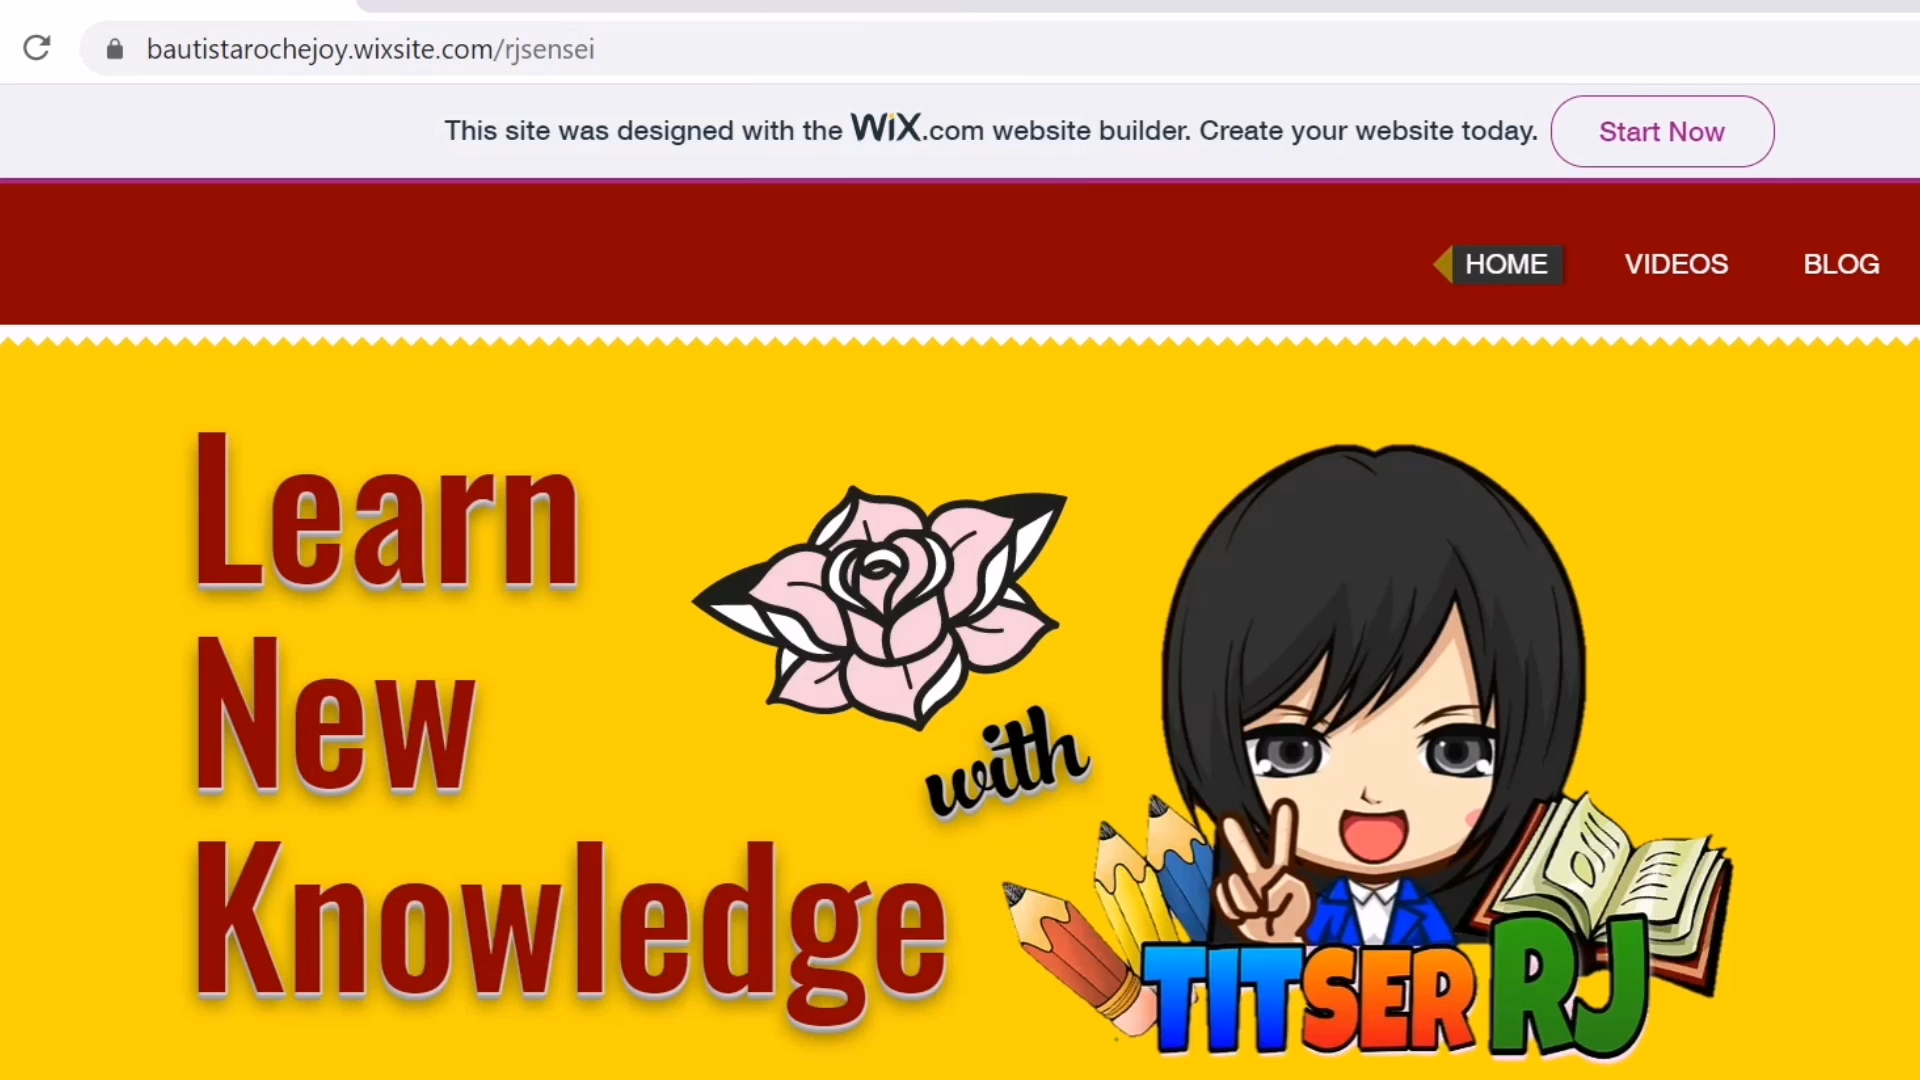 bautistarochejoy.wixsite.com/rjsensei
This site was designed with the WiX.com website builder. Create your website today. Start Now
HOME VIDEOS BLOG
Learn
New
Knowledge
with
TITSER RJ